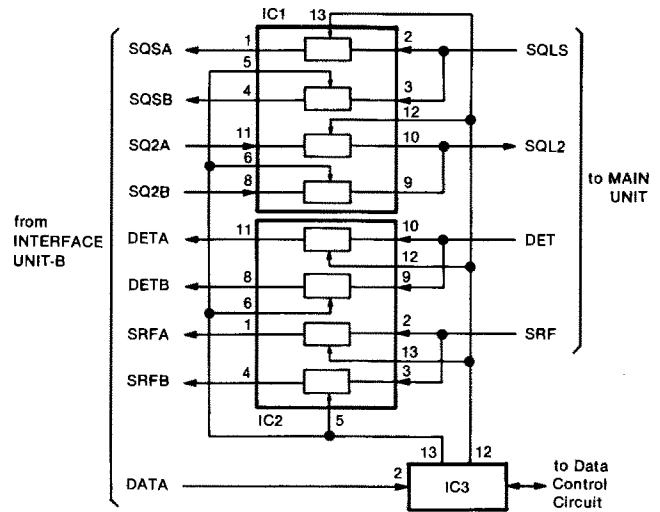 IC1
13
SQSA
1
2
SQLS
5
SQSB
4
3
12
SQ2A
11
10
SQL2
6
SQ2B
8
9
to MAIN
UNIT
from
INTERFACE
UNIT-B
DETA
11
10
DET
12
DETB
8
9
6
SRFA
1
2
SRF
13
SRFB
4
3
IC2
5
13
12
DATA
2
IC3
to Data
Control
Circuit